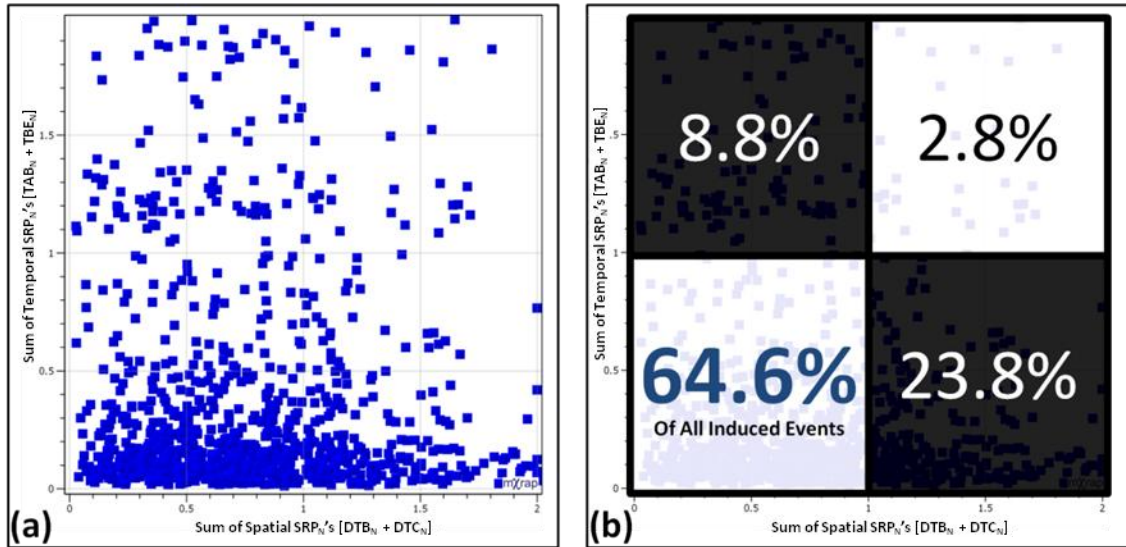 Sum of Temporal SRPN's [TABN + TBEN]
1.5
1
0.5
0
0
0.5
1
1.5
2
mXrap
(a)
Sum of Spatial SRPN's [DTBN + DTCN]
Sum of Temporal SRPN's [TABN + TBEN]
.5
1
0.5
0
8.8%
2.8%
64.6%
Of All Induced Events
23.8%
0
0.5
1
1.5
2
mXrap
(b)
Sum of Spatial SRPN's [DTBN + DTCN]